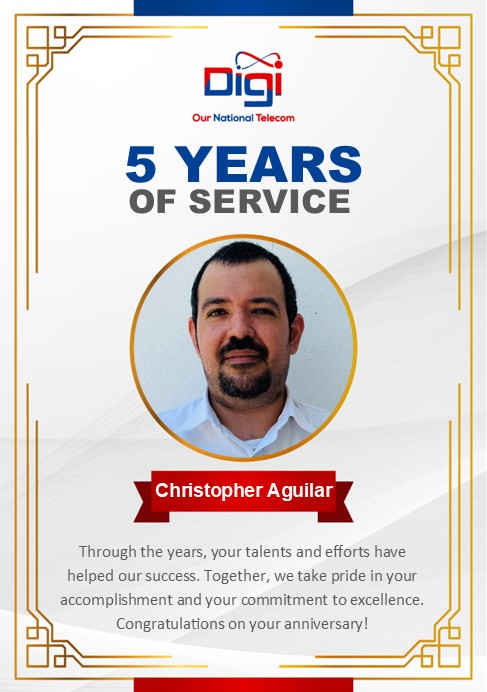 Digi
Our National Telecom
5 YEARS
OF SERVICE
Christopher Aguilar
Through the years, your talents and efforts have
helped our success. Together, we take pride in your
accomplishment and your commitment to excellence.
Congratulations on your anniversary!